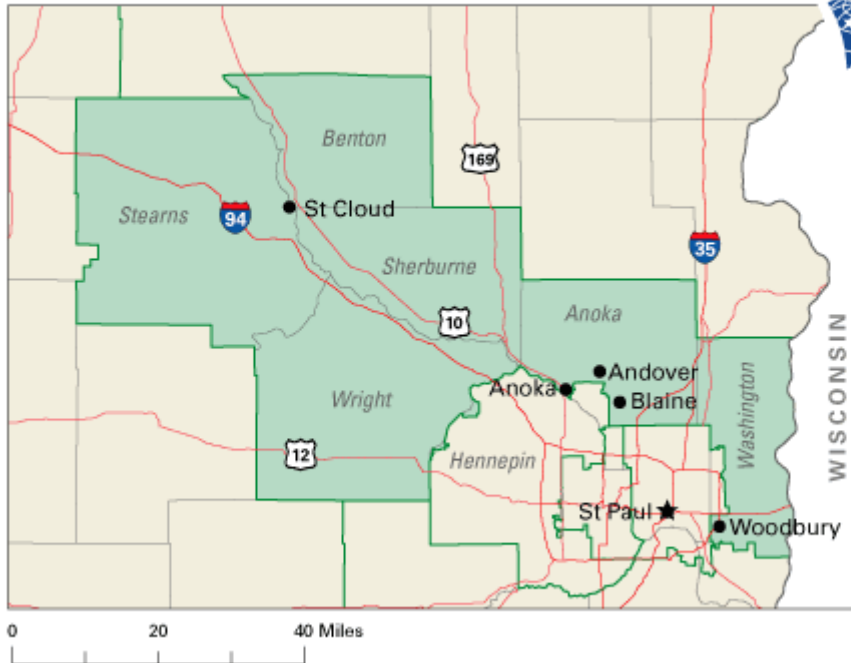 Benton
169
Stearns
94
St Cloud
35
Sherburne
10
Anoka
WISCONSIN
Andover
Anoka
Blaine
Wright
Washington
12
Hennepin
St Paul
Woodbury
0 20 40 Miles